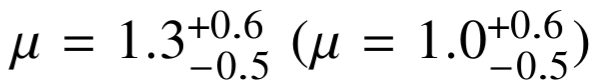 μ = 1.3^{+0.6}_{−0.5} (μ = 1.0^{+0.6}_{−0.5})